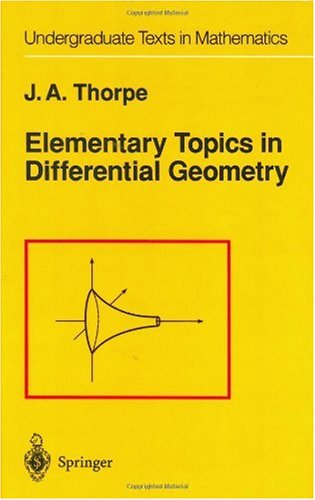 Undergraduate Texts in Mathematics
J. A. Thorpe
Elementary Topics in
Differential Geometry
Springer